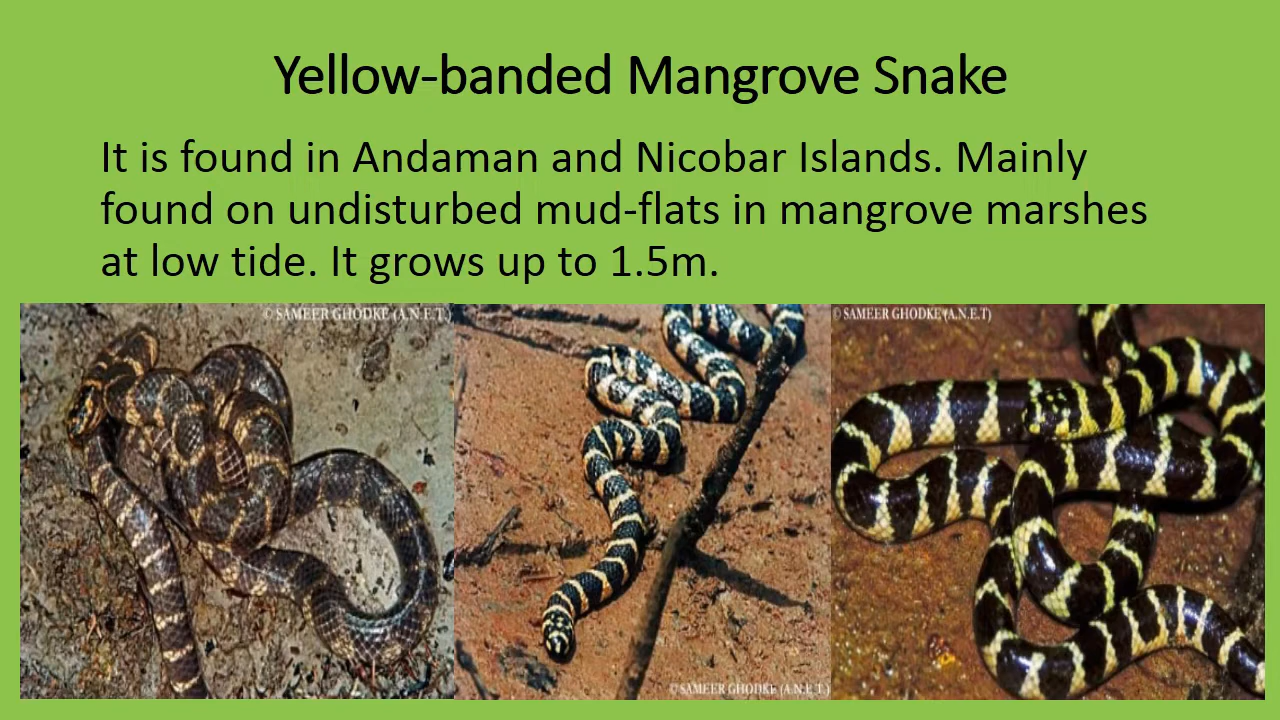 Yellow-banded Mangrove Snake
It is found in Andaman and Nicobar Islands. Mainly
found on undisturbed mud-flats in mangrove marshes
at low tide. It grows up to 1.5m.
© SAMEER GHODKE (A.N.E.T.)
© SAMEER GHODKE (A.N.E.T)
© SAMEER GHODKE (A.N.E.T.)